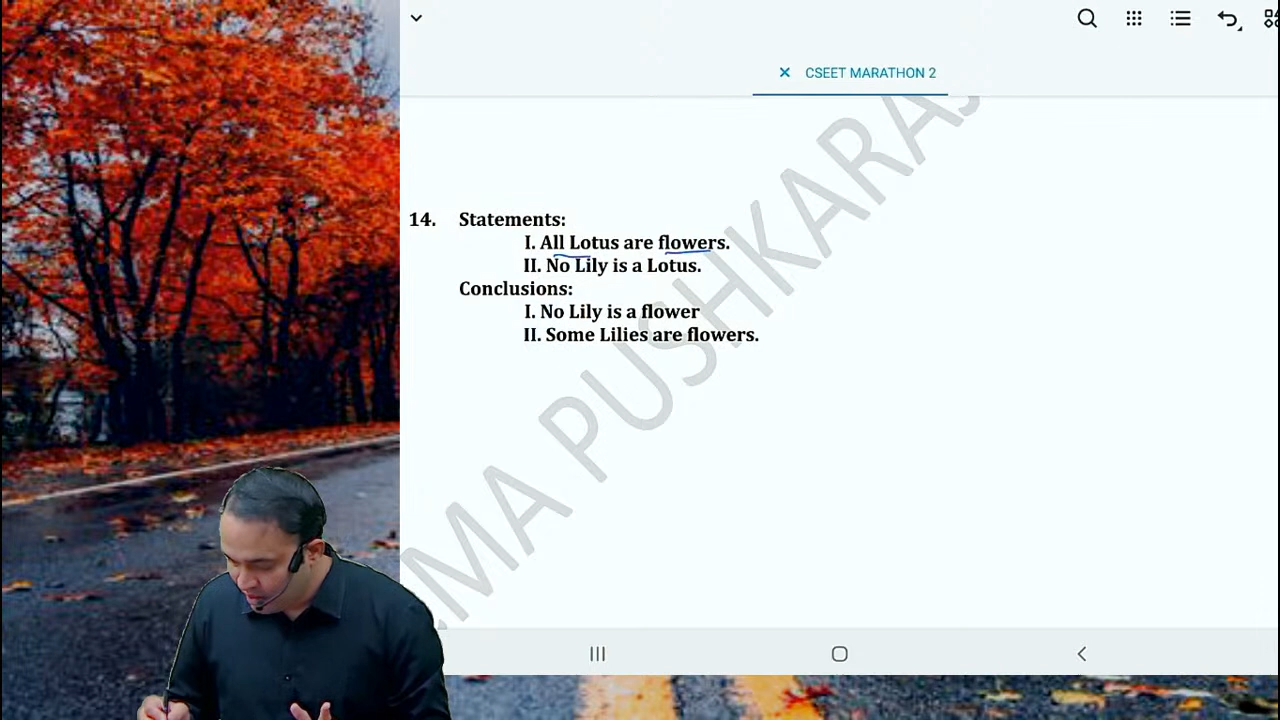 CSEET MARATHON 2
14. Statements:
I. All Lotus are flowers.
II. No Lily is a Lotus.
Conclusions:
I. No Lily is a flower
II. Some Lilies are flowers.
PUSHKARA